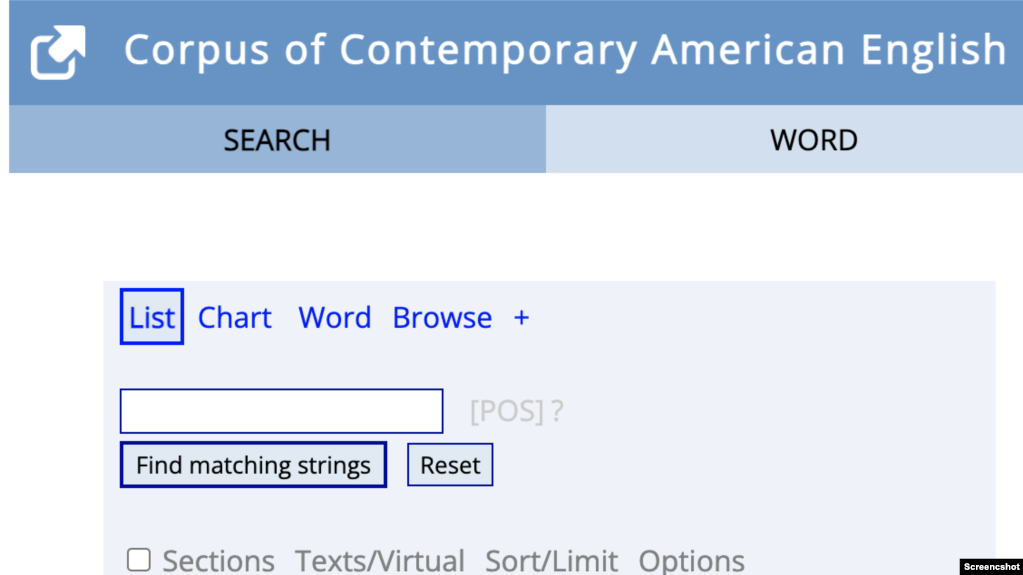 Corpus of Contemporary American English
SEARCH WORD
List Chart Word Browse +
[POS] ?
Find matching strings Reset
Sections Texts/Virtual Sort/Limit Options
Screencshot